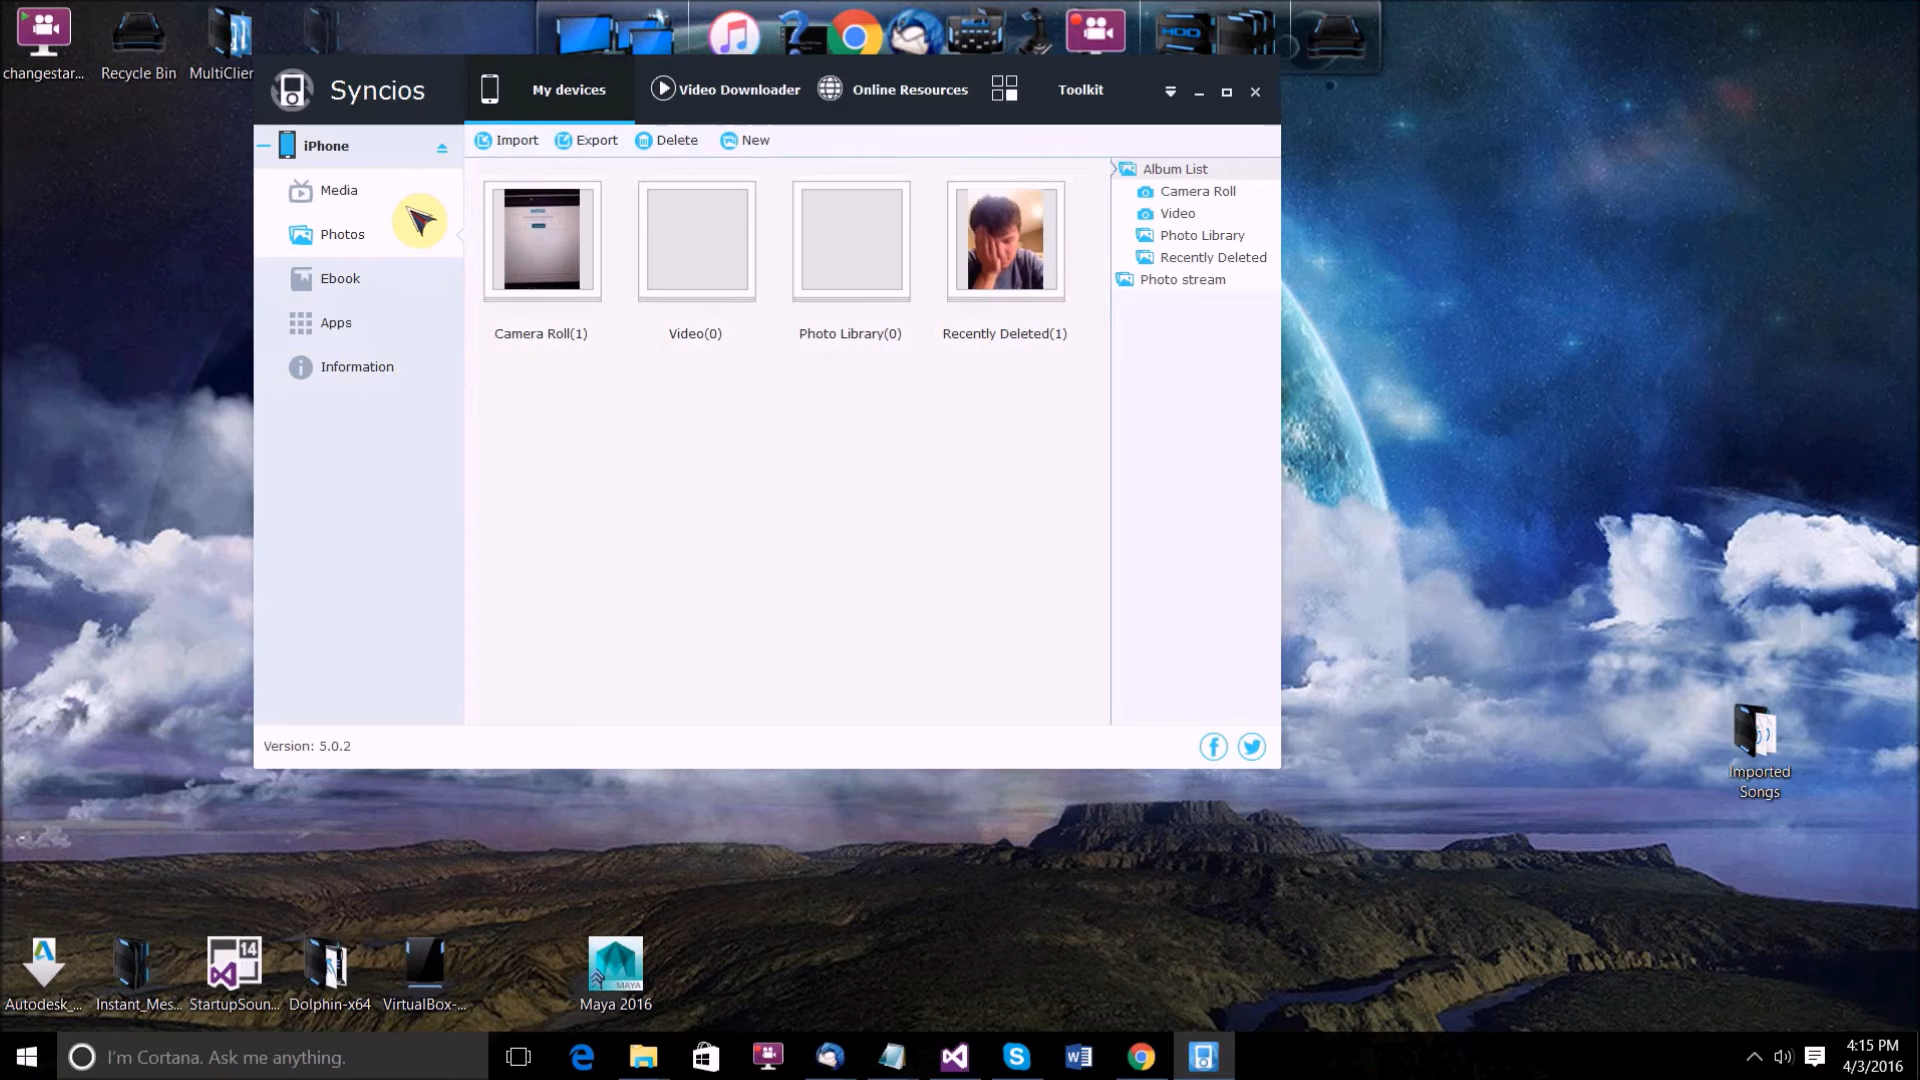 changestar...
Recycle Bin
MultiClien
Syncios
My devices
Video Downloader
Online Resources
Toolkit
iPhone
Import
Export
Delete
New
Media
Photos
Ebook
Apps
Information
Camera Roll(1)
Video(0)
Photo Library(0)
Recently Deleted(1)
Album List
Camera Roll
Video
Photo Library
Recently Deleted
Photo stream
Version: 5.0.2
HDD
Imported
Songs
Autodesk_...
Instant_Mes...
14
StartupSoun...
Dolphin-x64
VirtualBox-...
MAYA
Maya 2016
I'm Cortana. Ask me anything.
4:15 PM
4/3/2016